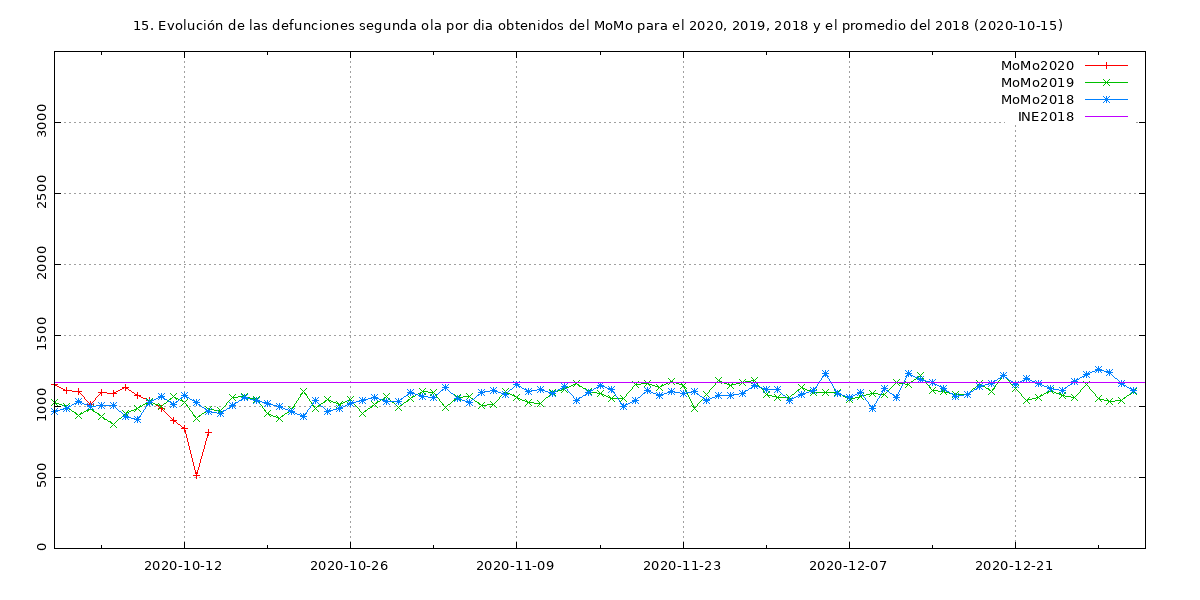 15. Evolución de las defunciones segunda ola por dia obtenidos del MoMo para el 2020, 2019, 2018 y el promedio del 2018 (2020-10-15)
MoMo2020
MoMo2019
MoMo2018
INE2018
3000
2500
2000
1500
1000
500
0
2020-10-12
2020-10-26
2020-11-09
2020-11-23
2020-12-07
2020-12-21